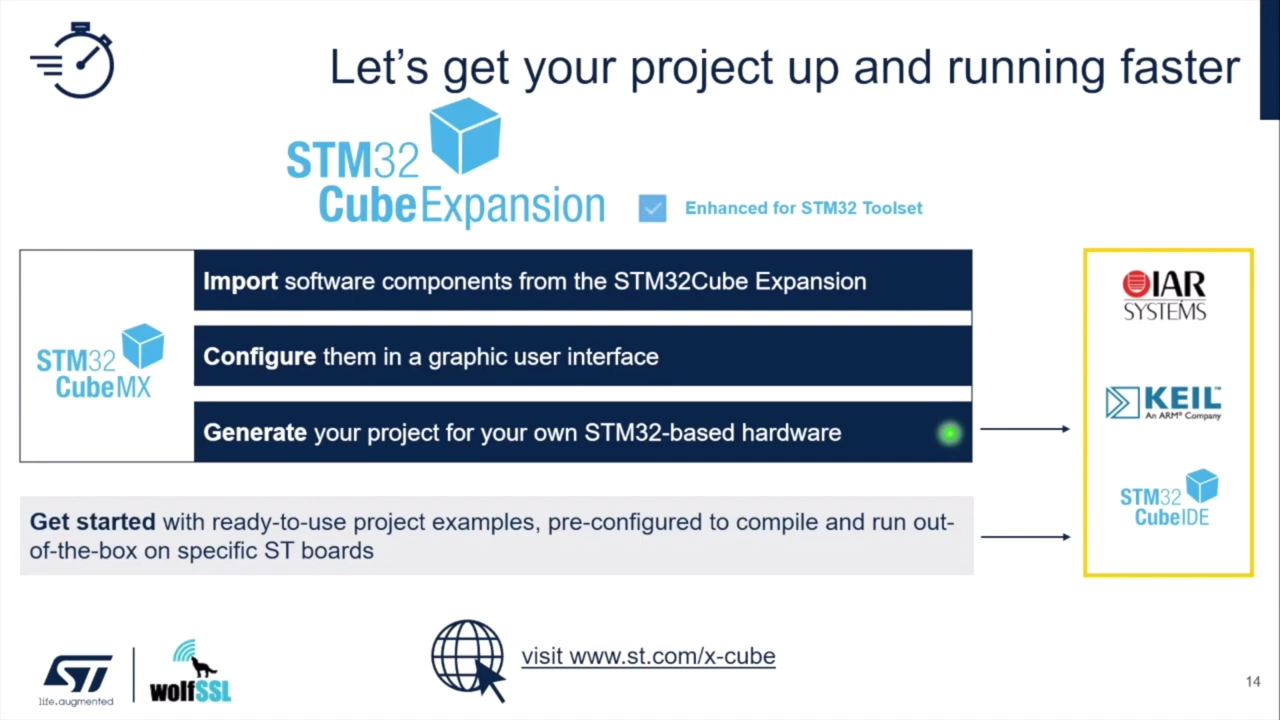 Let's get your project up and running faster
STM32
CubeExpansion
Enhanced for STM32 Toolset
STM32
CubeMX
Import software components from the STM32Cube Expansion
Configure them in a graphic user interface
Generate your project for your own STM32-based hardware
Get started with ready-to-use project examples, pre-configured to compile and run out-
of-the-box on specific ST boards
IAR
SYSTEMS
KEIL™
An ARM® Company
STM32
CubeIDE
ST
life.augmented
wolfSSL
visit www.st.com/x-cube
14